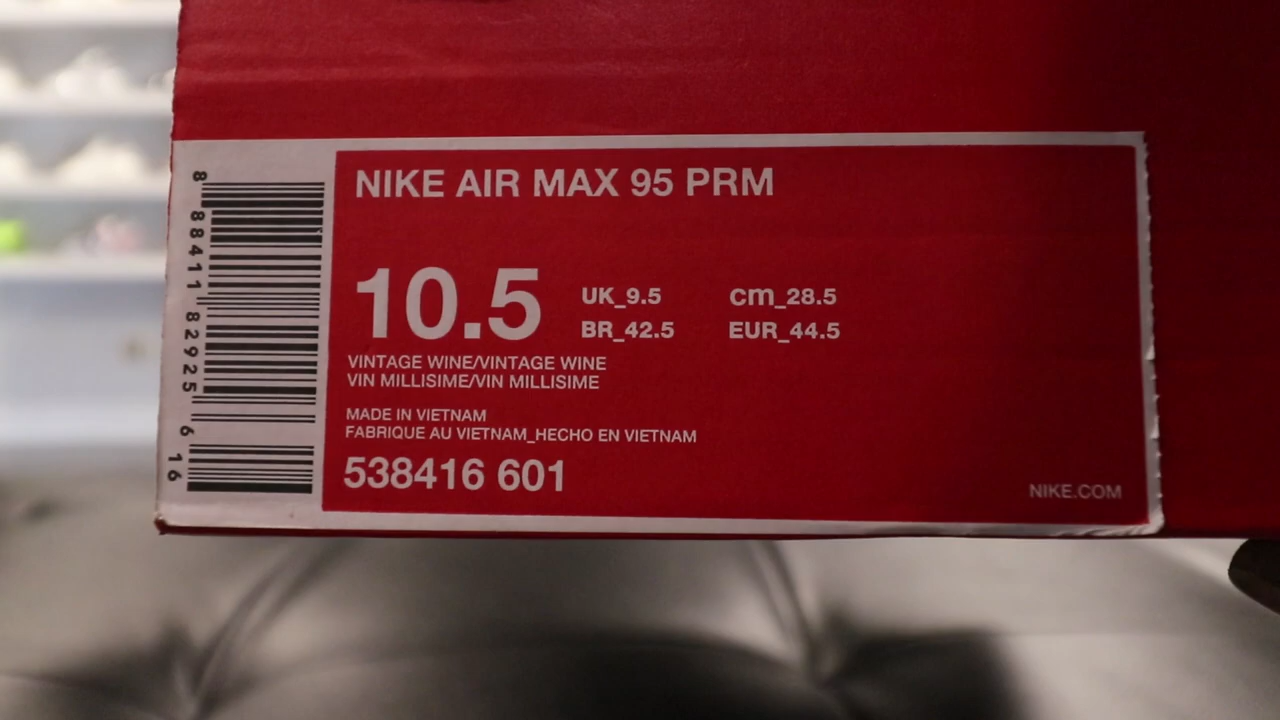 NIKE AIR MAX 95 PRM
10.5
UK_9.5 cm_28.5
BR_42.5 EUR_44.5
VINTAGE WINE/VINTAGE WINE
VIN MILLISIME/VIN MILLISIME
MADE IN VIETNAM
FABRIQUE AU VIETNAM_HECHO EN VIETNAM
538416 601
NIKE.COM
8 88411 82925 6 16